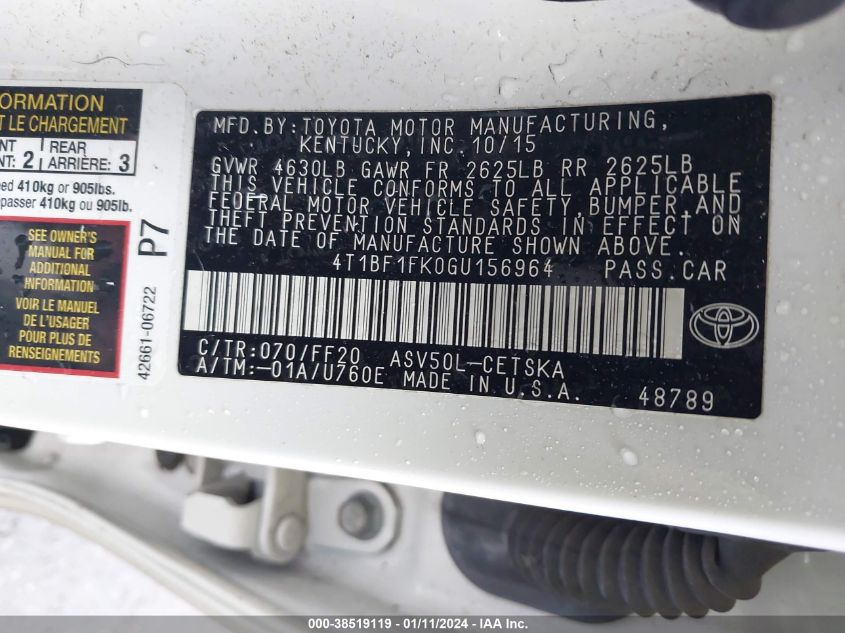 ORMATION
T LE CHARGEMENT
NT
NT: 2
REAR
ARRIÈRE: 3
ed 410kg or 905lbs.
passer 410kg ou 905lb.
SEE OWNER'S
MANUAL FOR
ADDITIONAL
INFORMATION
VOIR LE MANUEL
DE L'USAGER
POUR PLUS DE
RENSEIGNEMENTS
P7
42661-06722
MFD.BY:TOYOTA MOTOR MANUFACTURING,
KENTUCKY, INC. 10/15
GVWR 4630LB GAWR FR 2625LB RR 2625LB
THIS VEHICLE CONFORMS TO ALL APPLICABLE
FEDERAL MOTOR VEHICLE SAFETY,BUMPER,AND
THEFT PREVENTION STANDARDS IN EFFECT ON
THE DATE OF MANUFACTURE SHOWN ABOVE.
4T1BF1FK0GU156964 PASS.CAR
C/TR:070/FF20 ASV50L-CETSKA
A/TM:-01A/U760E MADE IN U.S.A.
48789
000-38519119 - 01/11/2024 - IAA Inc.